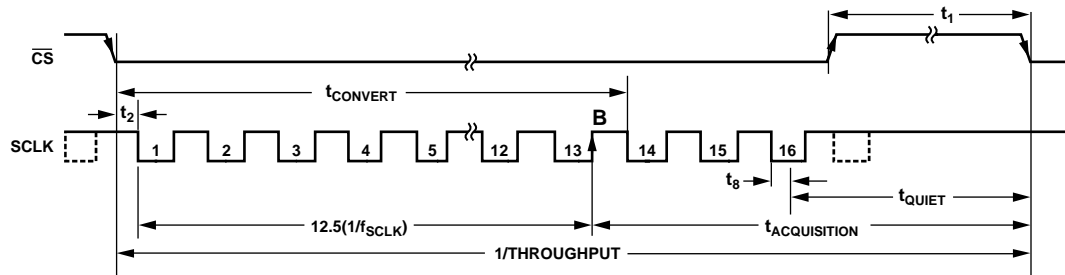 t1
CS
tCONVERT
t2
B
SCLK
1 2 3 4 5 12 13 14 15 16
t8
tQUIET
12.5(1/fSCLK)
tACQUISITION
1/THROUGHPUT